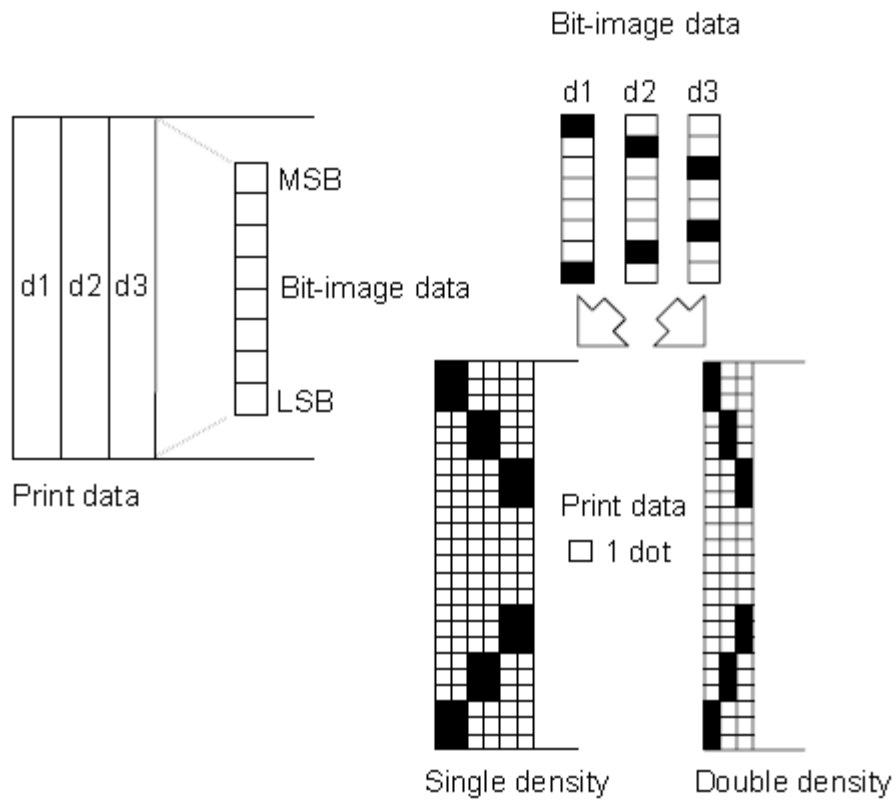 Bit-image data
d1 d2 d3
MSB
d1 d2 d3
Bit-image data
LSB
Print data
Print data
1 dot
Single density
Double density